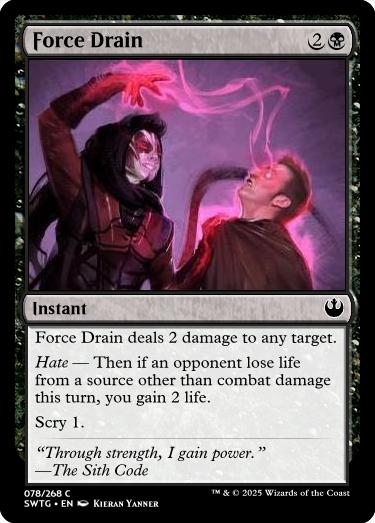 Force Drain 2
Instant
Force Drain deals 2 damage to any target.
Hate — Then if an opponent lose life
from a source other than combat damage
this turn, you gain 2 life.
Scry 1.
“Through strength, I gain power.”
—The Sith Code
078/268 C ™ & © 2025 Wizards of the Coast
SWTG • EN Kieran Yanner